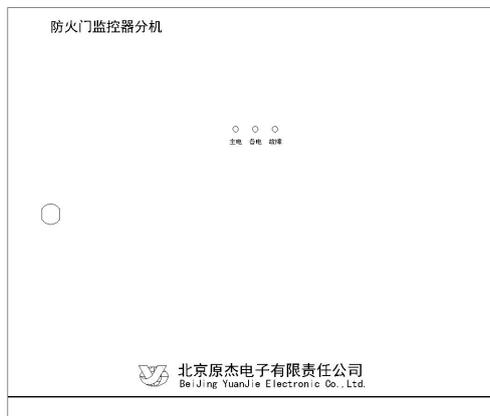 防火门监控器分机
主电 备电 故障
北京原杰电子有限责任公司
BeiJing YuanJie Electronic Co.,Ltd.